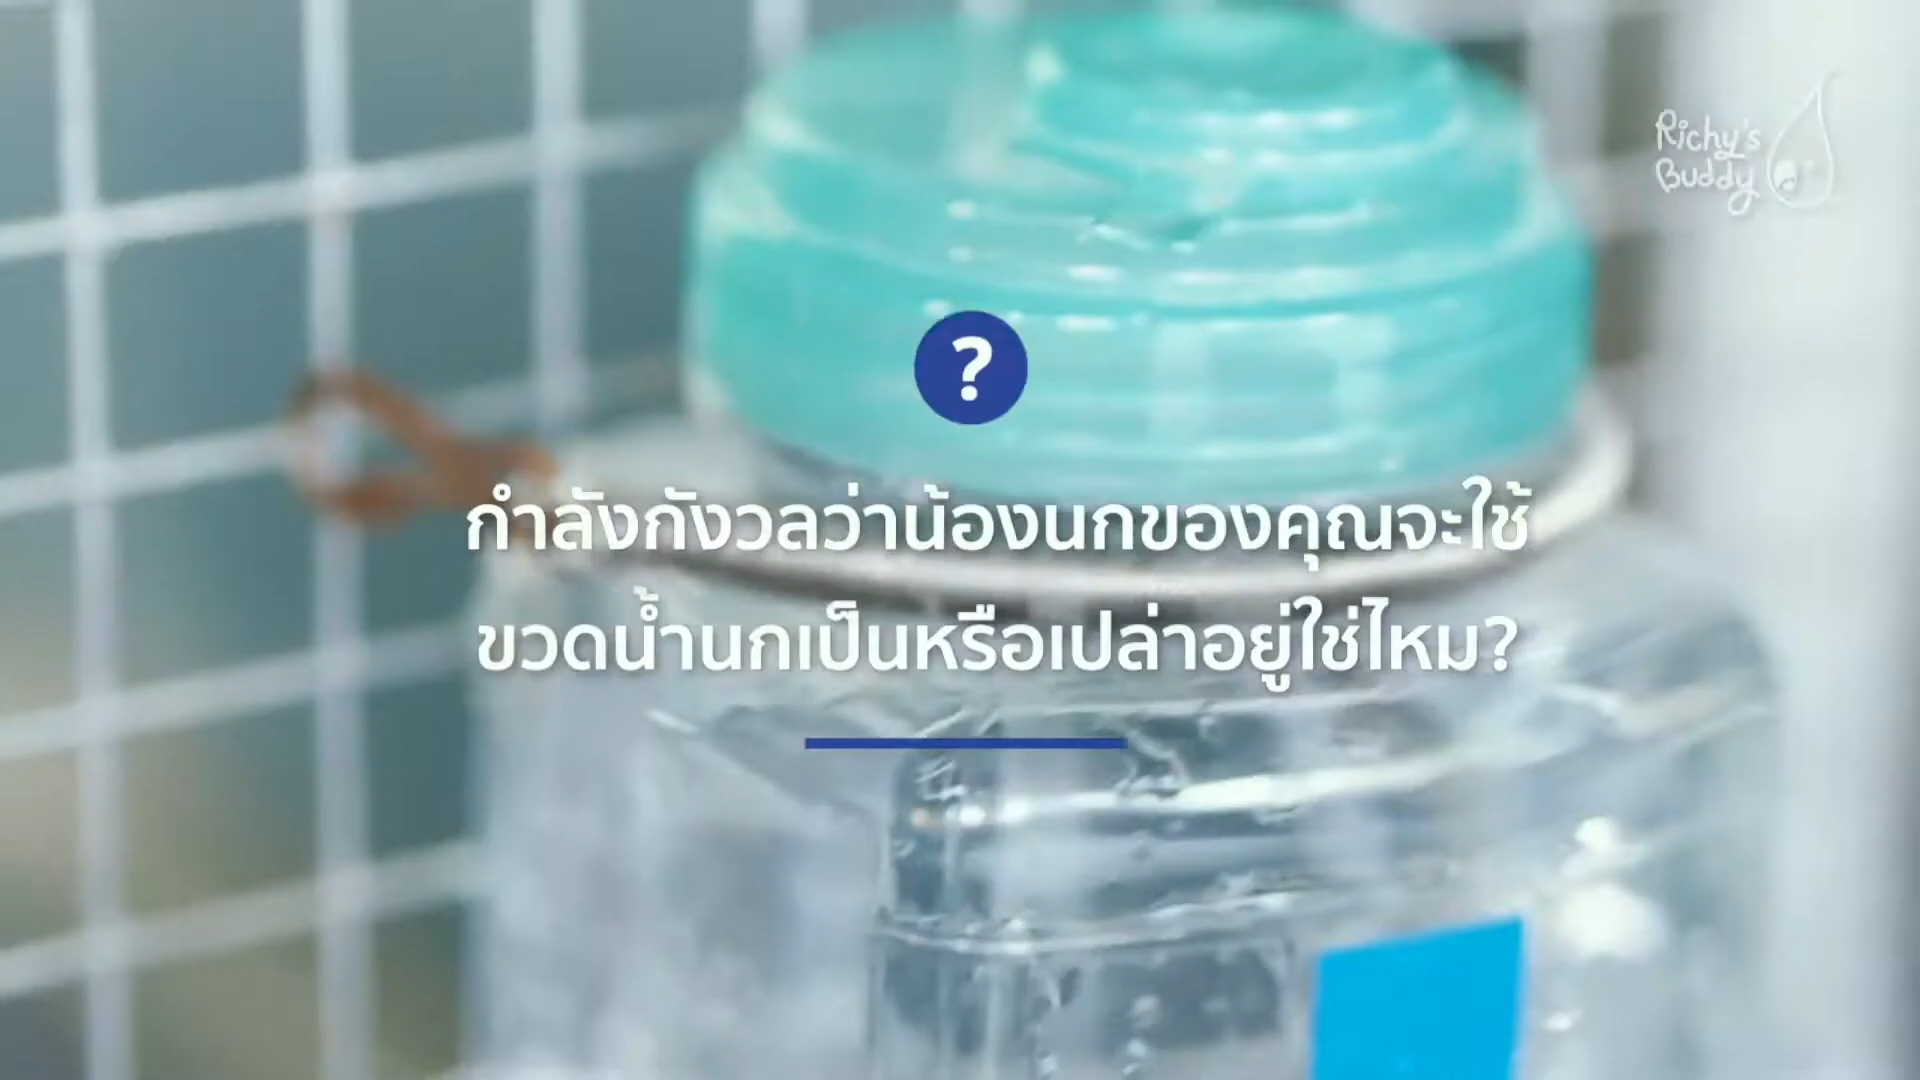 Richy's
Buddy
?
กำลังกังวลว่าน้องนกของคุณจะใช้
ขวดน้ำนกเป็นหรือเปล่าอยู่ใช่ไหม?